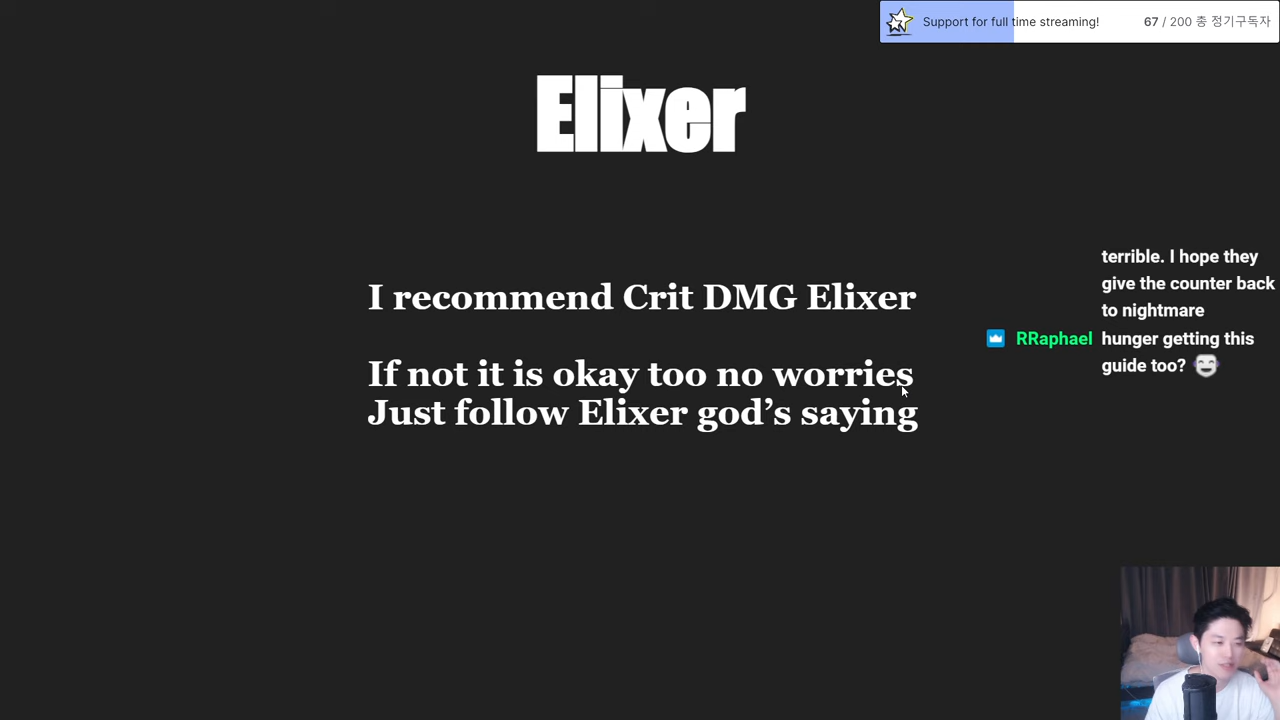 Support for full time streaming! 67 / 200 총 정기구독자
Elixer
I recommend Crit DMG Elixer
If not it is okay too no worries
Just follow Elixer god’s saying
terrible. I hope they
give the counter back
to nightmare
RRaphael hunger getting this
guide too?